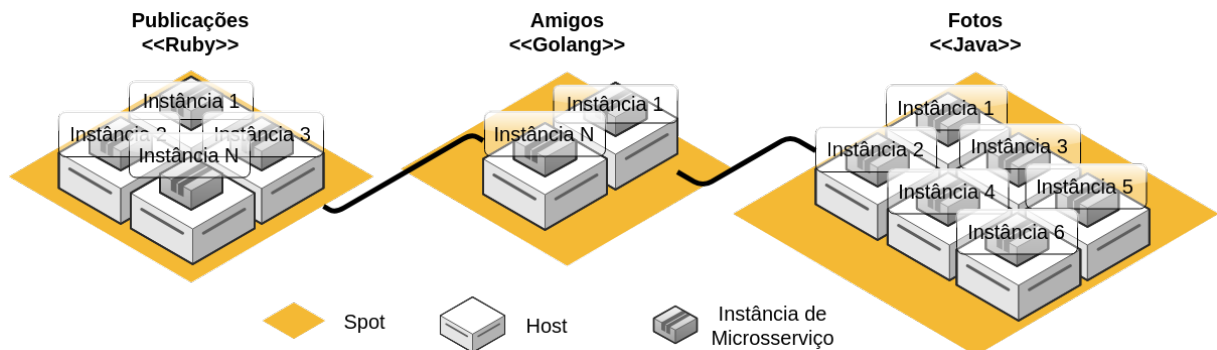 Publicações
<<Ruby>>
Amigos
<<Golang>>
Fotos
<<Java>>
Instância 1
Instância 2
Instância 3
Instância N
Instância 1
Instância N
Instância 1
Instância 2
Instância 3
Instância 4
Instância 5
Instância 6
Spot
Host
Instância de
Microsserviço